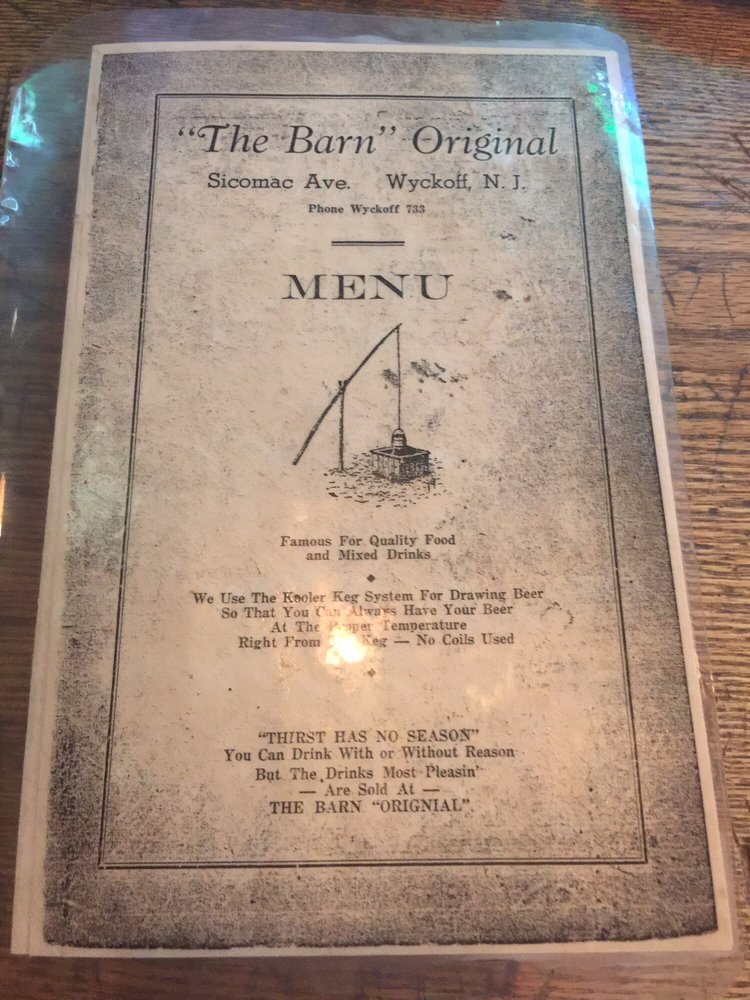 “The Barn” Original
Sicomac Ave. Wyckoff, N. J.
Phone Wyckoff 733
MENU
Famous For Quality Food
and Mixed Drinks
We Use The Kooler Keg System For Drawing Beer
So That You Can Always Have Your Beer
At The Proper Temperature
Right From Keg — No Coils Used
“THIRST HAS NO SEASON”
You Can Drink With or Without Reason
But The Drinks Most Pleasin’
— Are Sold At —
THE BARN “ORIGNIAL”.